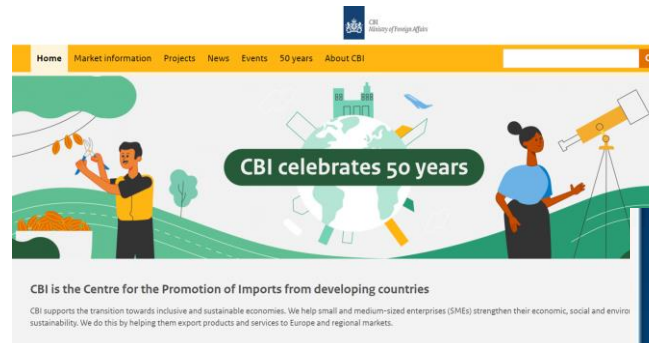 CBI
Ministry of Foreign Affairs
Home Market information Projects News Events 50 years About CBI
CBI celebrates 50 years
CBI is the Centre for the Promotion of Imports from developing countries
CBI supports the transition towards inclusive and sustainable economies. We help small and medium-sized enterprises (SMEs) strengthen their economic, social and enviro
sustainability. We do this by helping them export products and services to Europe and regional markets.